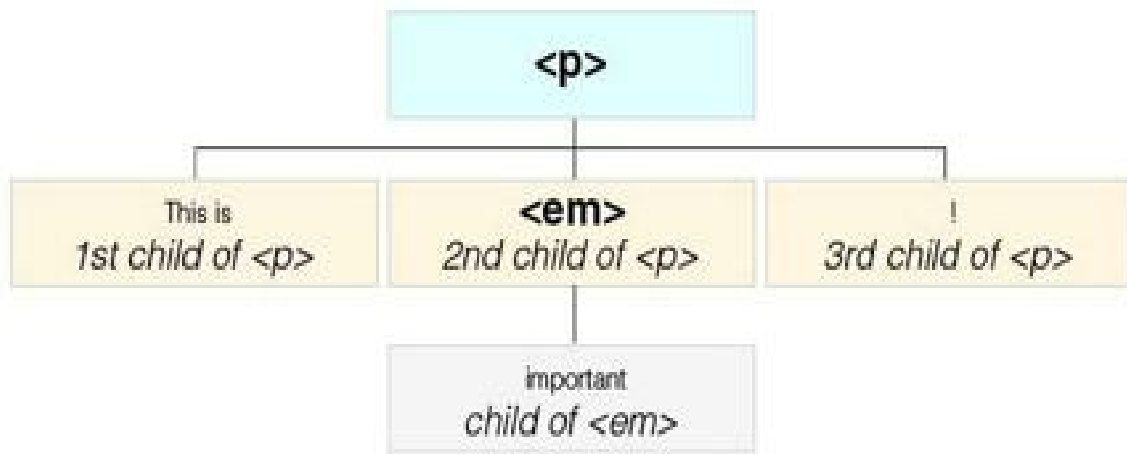 <p>
This is
1st child of <p>
<em>
2nd child of <p>
!
3rd child of <p>
important
child of <em>